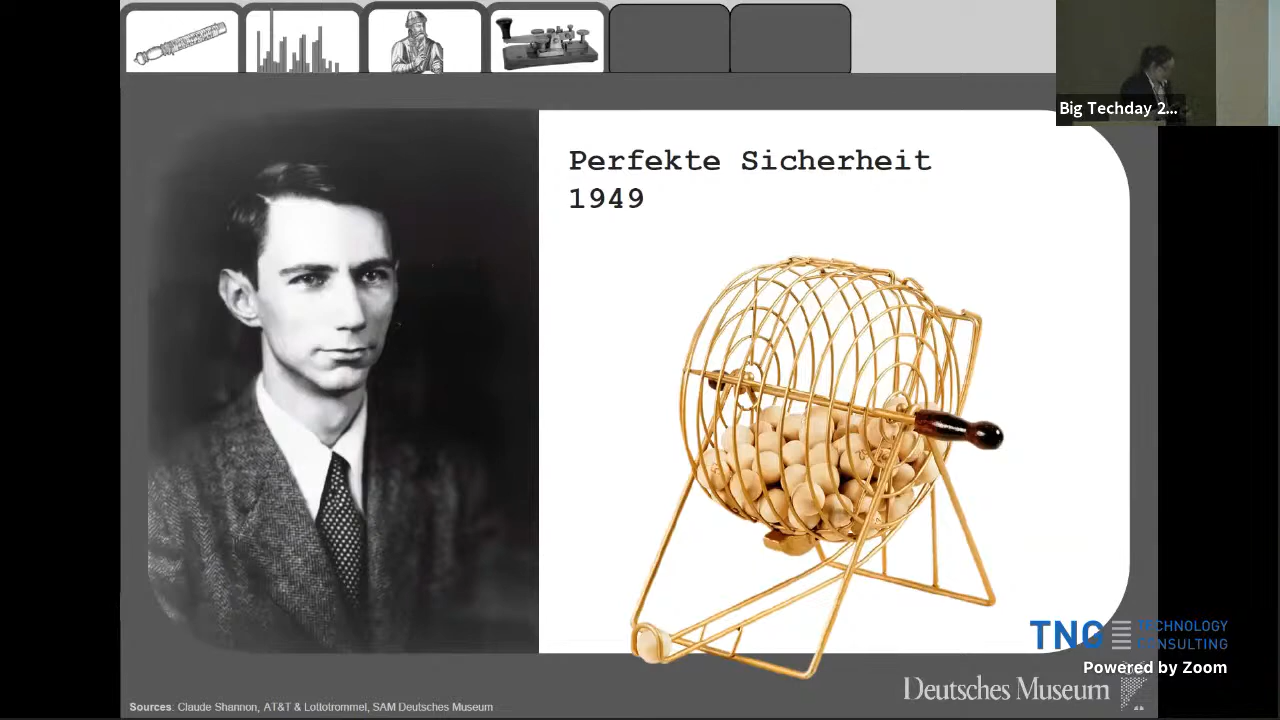 Big Techday 2...
Perfekte Sicherheit
1949
TNG TECHNOLOGY
CONSULTING
Powered by Zoom
Deutsches Museum
Sources: Claude Shannon, AT&T & Lottotrommel, SAM Deutsches Museum